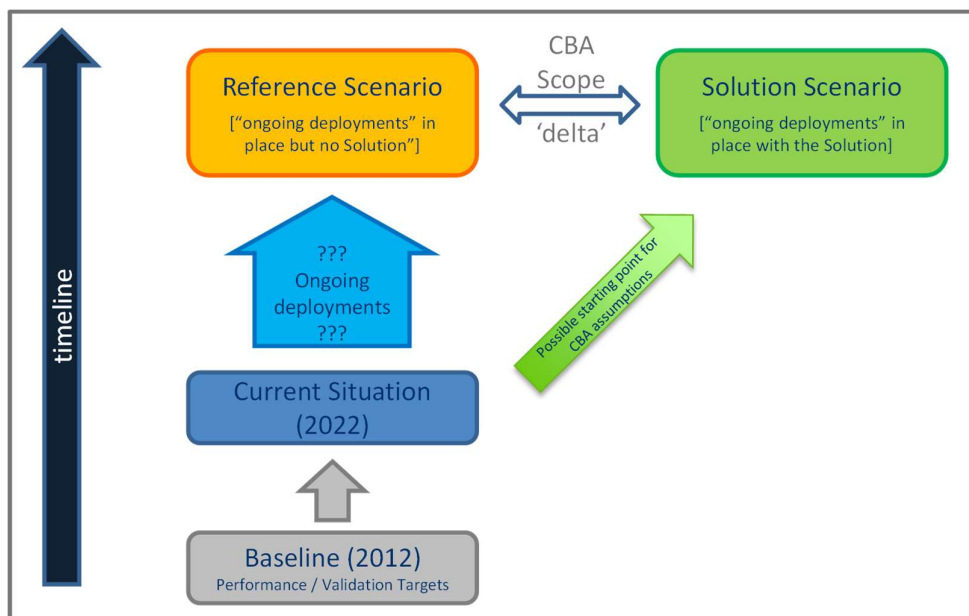 timeline
Reference Scenario
[“ongoing deployments” in
place but no Solution”]
CBA
Scope
‘delta’
Solution Scenario
[“ongoing deployments” in
place with the Solution]
???
Ongoing
deployments
???
Possible starting point for
CBA assumptions
Current Situation
(2022)
Baseline (2012)
Performance / Validation Targets